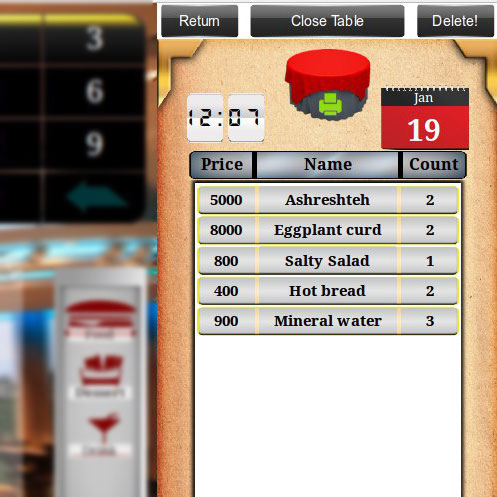 Return Close Table Delete!
3
6
9
12:07
Jan
19
Price Name Count
5000 Ashreshteh 2
8000 Eggplant curd 2
800 Salty Salad 1
400 Hot bread 2
900 Mineral water 3
Dessert